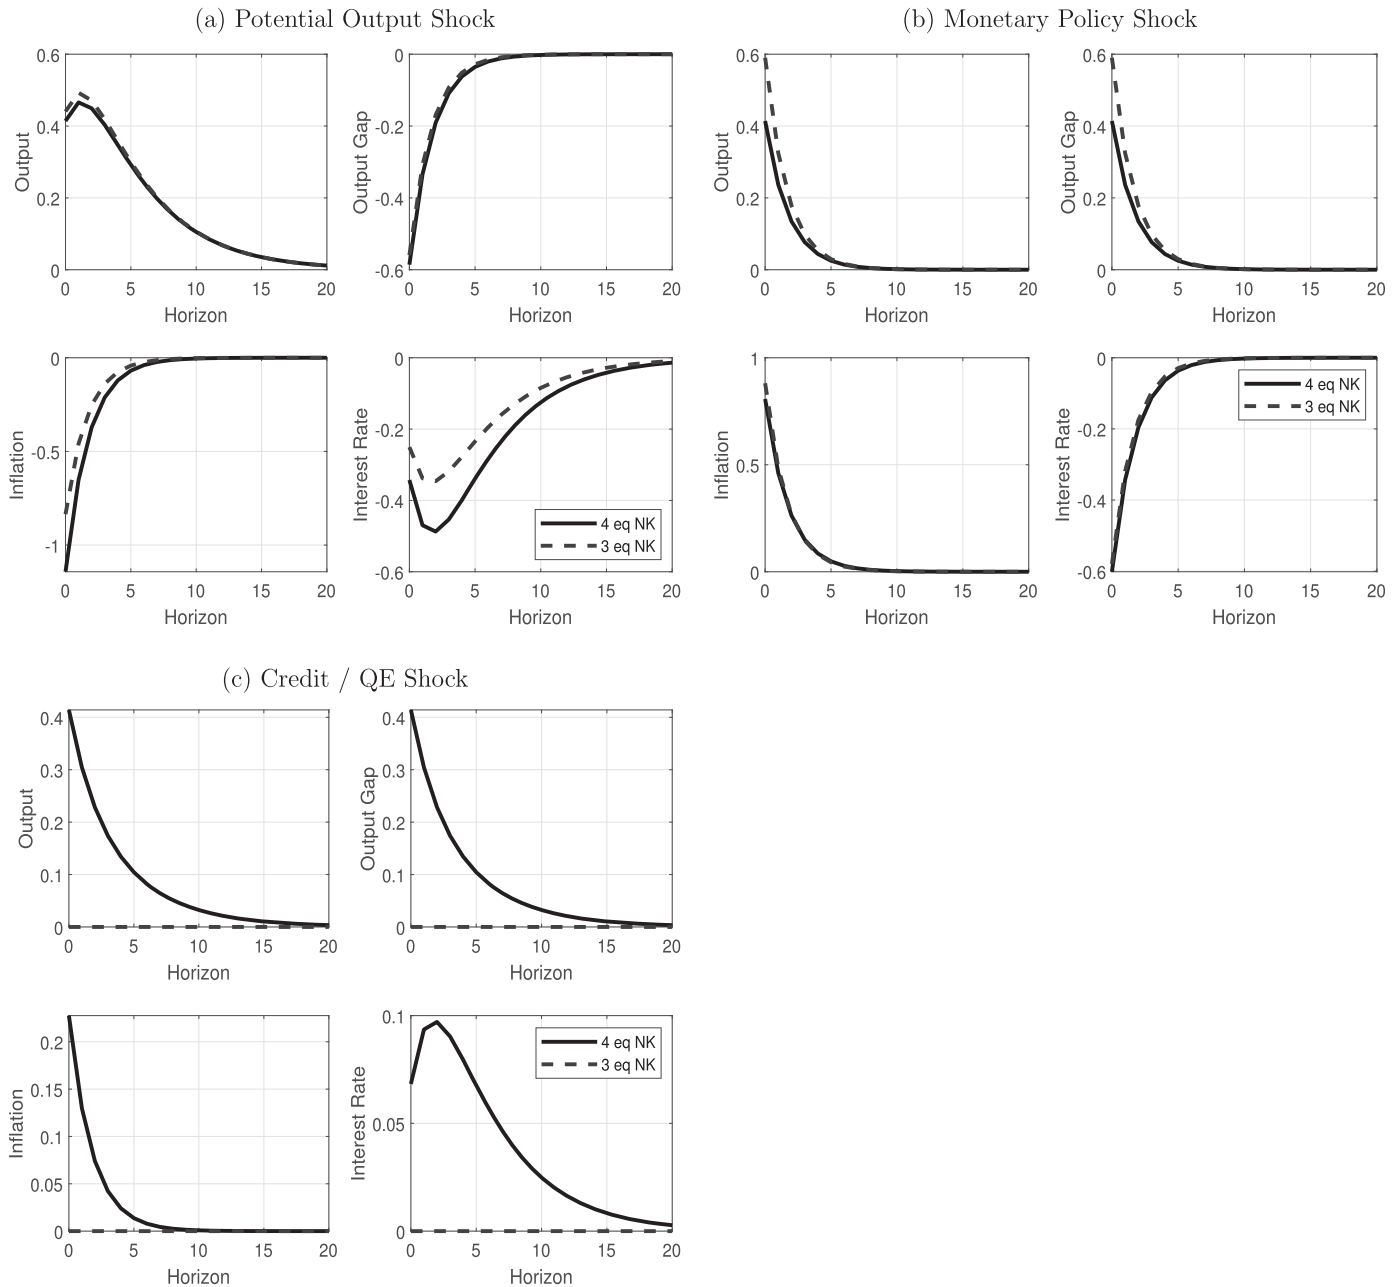 (a) Potential Output Shock
(b) Monetary Policy Shock
Output
0.6
0.4
0.2
0
0 5 10 15 20
Horizon
Output Gap
0
-0.2
-0.4
-0.6
0 5 10 15 20
Horizon
Output
0.6
0.4
0.2
0
0 5 10 15 20
Horizon
Output Gap
0.6
0.4
0.2
0
0 5 10 15 20
Horizon
Inflation
0
-0.5
-1
0 5 10 15 20
Horizon
Interest Rate
0
-0.2
-0.4
-0.6
4 eq NK
3 eq NK
0 5 10 15 20
Horizon
Inflation
1
0.5
0
0 5 10 15 20
Horizon
Interest Rate
0
-0.2
-0.4
-0.6
4 eq NK
3 eq NK
0 5 10 15 20
Horizon
(c) Credit / QE Shock
Output
0.4
0.3
0.2
0.1
0
0 5 10 15 20
Horizon
Output Gap
0.4
0.3
0.2
0.1
0
0 5 10 15 20
Horizon
Inflation
0.2
0.15
0.1
0.05
0
0 5 10 15 20
Horizon
Interest Rate
0.1
0.05
0
4 eq NK
3 eq NK
0 5 10 15 20
Horizon